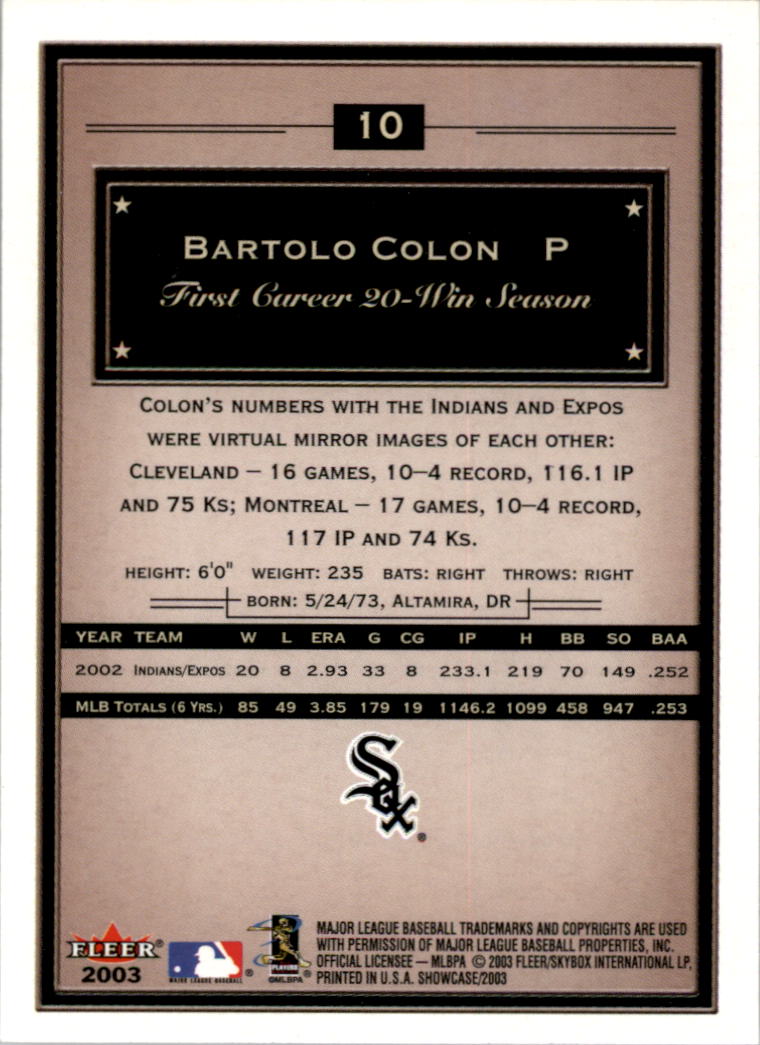 10
BARTOLO COLON P
First Career 20-Win Season
COLON'S NUMBERS WITH THE INDIANS AND EXPOS
WERE VIRTUAL MIRROR IMAGES OF EACH OTHER:
CLEVELAND – 16 GAMES, 10–4 RECORD, 116.1 IP
AND 75 KS; MONTREAL – 17 GAMES, 10–4 RECORD,
117 IP AND 74 KS.
HEIGHT: 6'0" WEIGHT: 235 BATS: RIGHT THROWS: RIGHT
BORN: 5/24/73, ALTAMIRA, DR
YEAR TEAM W L ERA G CG IP H BB SO BAA
2002 INDIANS/EXPOS 20 8 2.93 33 8 233.1 219 70 149 .252
MLB TOTALS (6 YRS.) 85 49 3.85 179 19 1146.2 1099 458 947 .253
Sox®
FLEER®
2003
MAJOR LEAGUE BASEBALL®
PLAYERS
©MLBPA®
MAJOR LEAGUE BASEBALL TRADEMARKS AND COPYRIGHTS ARE USED
WITH PERMISSION OF MAJOR LEAGUE BASEBALL PROPERTIES, INC.
OFFICIAL LICENSEE — MLBPA © 2003 FLEER/SKYBOX INTERNATIONAL LP,
PRINTED IN U.S.A. SHOWCASE/2003